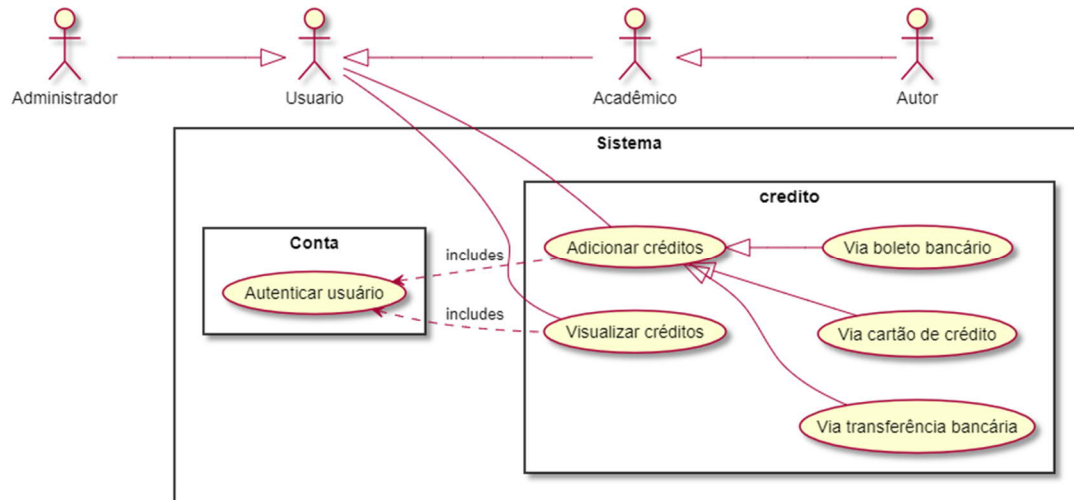 Administrador
Usuario
Acadêmico
Autor
Sistema
credito
Conta
Adicionar créditos
Via boleto bancário
includes
Autenticar usuário
includes
Visualizar créditos
Via cartão de crédito
Via transferência bancária